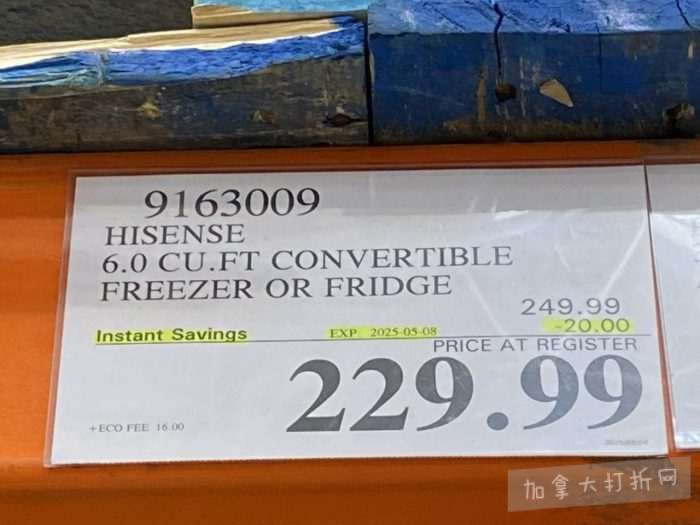 9163009
HISENSE
6.0 CU.FT CONVERTIBLE
FREEZER OR FRIDGE
249.99
Instant Savings EXP. 2025-05-08 -20.00
PRICE AT REGISTER
229.99
+ECO FEE 16.00
加拿大打折网